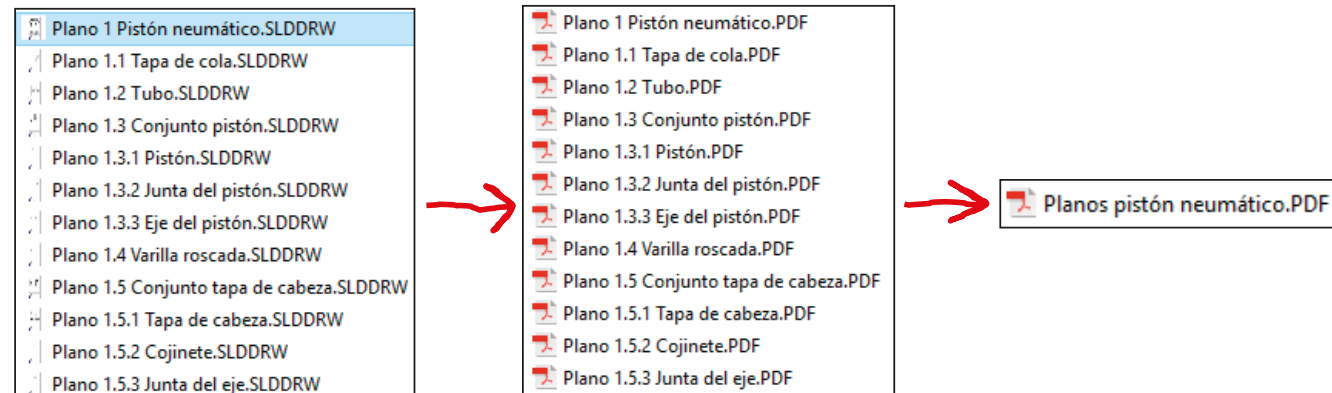 Plano 1 Pistón neumático.SLDDRW
Plano 1.1 Tapa de cola.SLDDRW
Plano 1.2 Tubo.SLDDRW
Plano 1.3 Conjunto pistón.SLDDRW
Plano 1.3.1 Pistón.SLDDRW
Plano 1.3.2 Junta del pistón.SLDDRW
Plano 1.3.3 Eje del pistón.SLDDRW
Plano 1.4 Varilla roscada.SLDDRW
Plano 1.5 Conjunto tapa de cabeza.SLDDRW
Plano 1.5.1 Tapa de cabeza.SLDDRW
Plano 1.5.2 Cojinete.SLDDRW
Plano 1.5.3 Junta del eje.SLDDRW
Plano 1 Pistón neumático.PDF
Plano 1.1 Tapa de cola.PDF
Plano 1.2 Tubo.PDF
Plano 1.3 Conjunto pistón.PDF
Plano 1.3.1 Pistón.PDF
Plano 1.3.2 Junta del pistón.PDF
Plano 1.3.3 Eje del pistón.PDF
Plano 1.4 Varilla roscada.PDF
Plano 1.5 Conjunto tapa de cabeza.PDF
Plano 1.5.1 Tapa de cabeza.PDF
Plano 1.5.2 Cojinete.PDF
Plano 1.5.3 Junta del eje.PDF
Planos pistón neumático.PDF